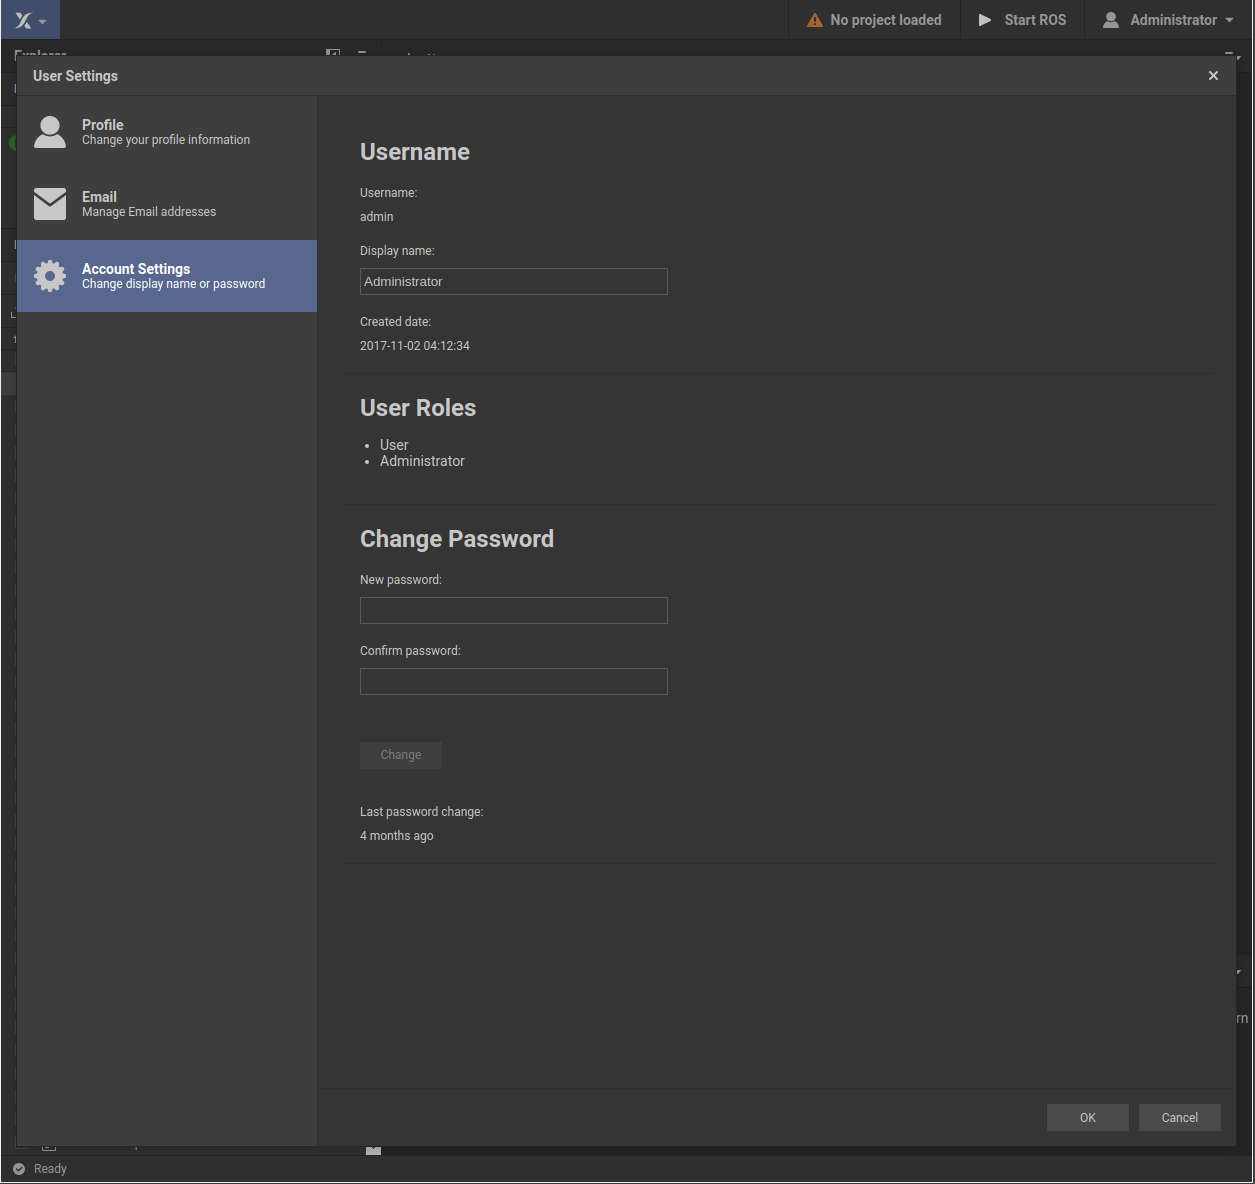 No project loaded
Start ROS
Administrator
Explorer
User Settings
Profile
Change your profile information
Email
Manage Email addresses
Account Settings
Change display name or password
Username
Username:
admin
Display name:
Administrator
Created date:
2017-11-02 04:12:34
User Roles
User
Administrator
Change Password
New password:
Confirm password:
Change
Last password change:
4 months ago
rn
OK
Cancel
Ready